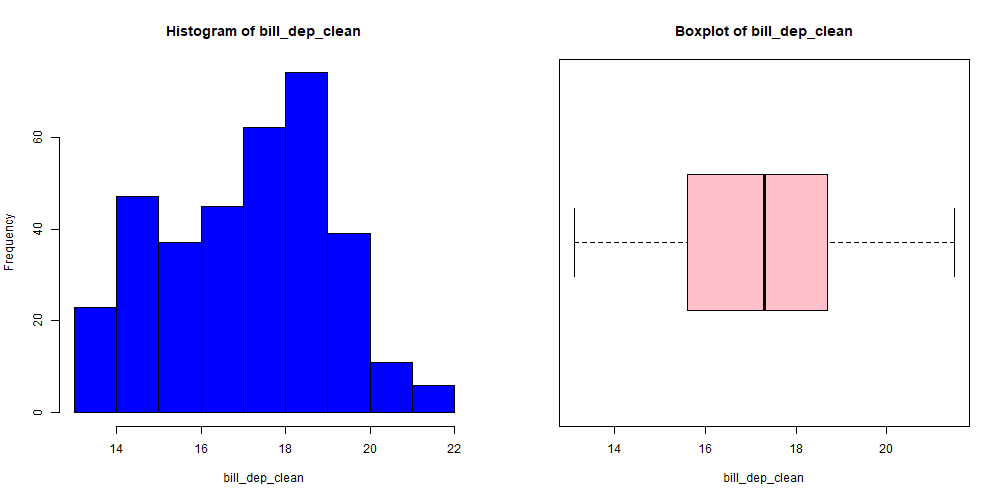 Histogram of bill_dep_clean
Frequency
0
20
40
60
14
16
18
20
22
bill_dep_clean
Boxplot of bill_dep_clean
14
16
18
20
bill_dep_clean